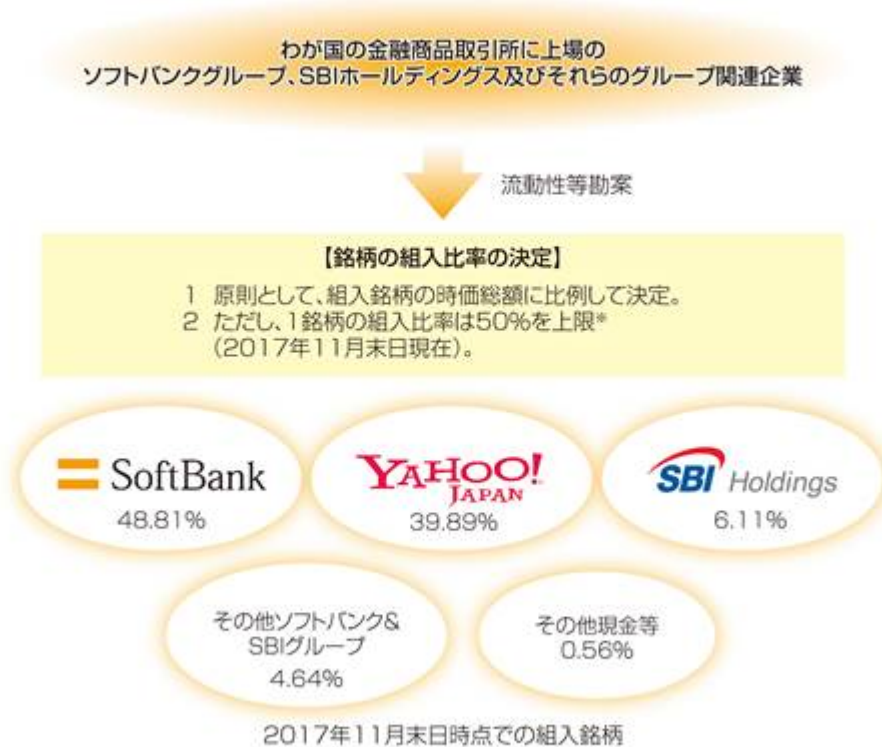 わが国の金融商品取引所に上場の
ソフトバンクグループ、SBIホールディングス及びそれらのグループ関連企業
流動性等勘案
【銘柄の組入比率の決定】
1 原則として、組入銘柄の時価総額に比例して決定。
2 ただし、1銘柄の組入比率は50%を上限*
(2017年11月末日現在)。
SoftBank
48.81%
YAHOO!
JAPAN
39.89%
SBI Holdings
6.11%
その他ソフトバンク&
SBIグループ
4.64%
その他現金等
0.56%
2017年11月末日時点での組入銘柄